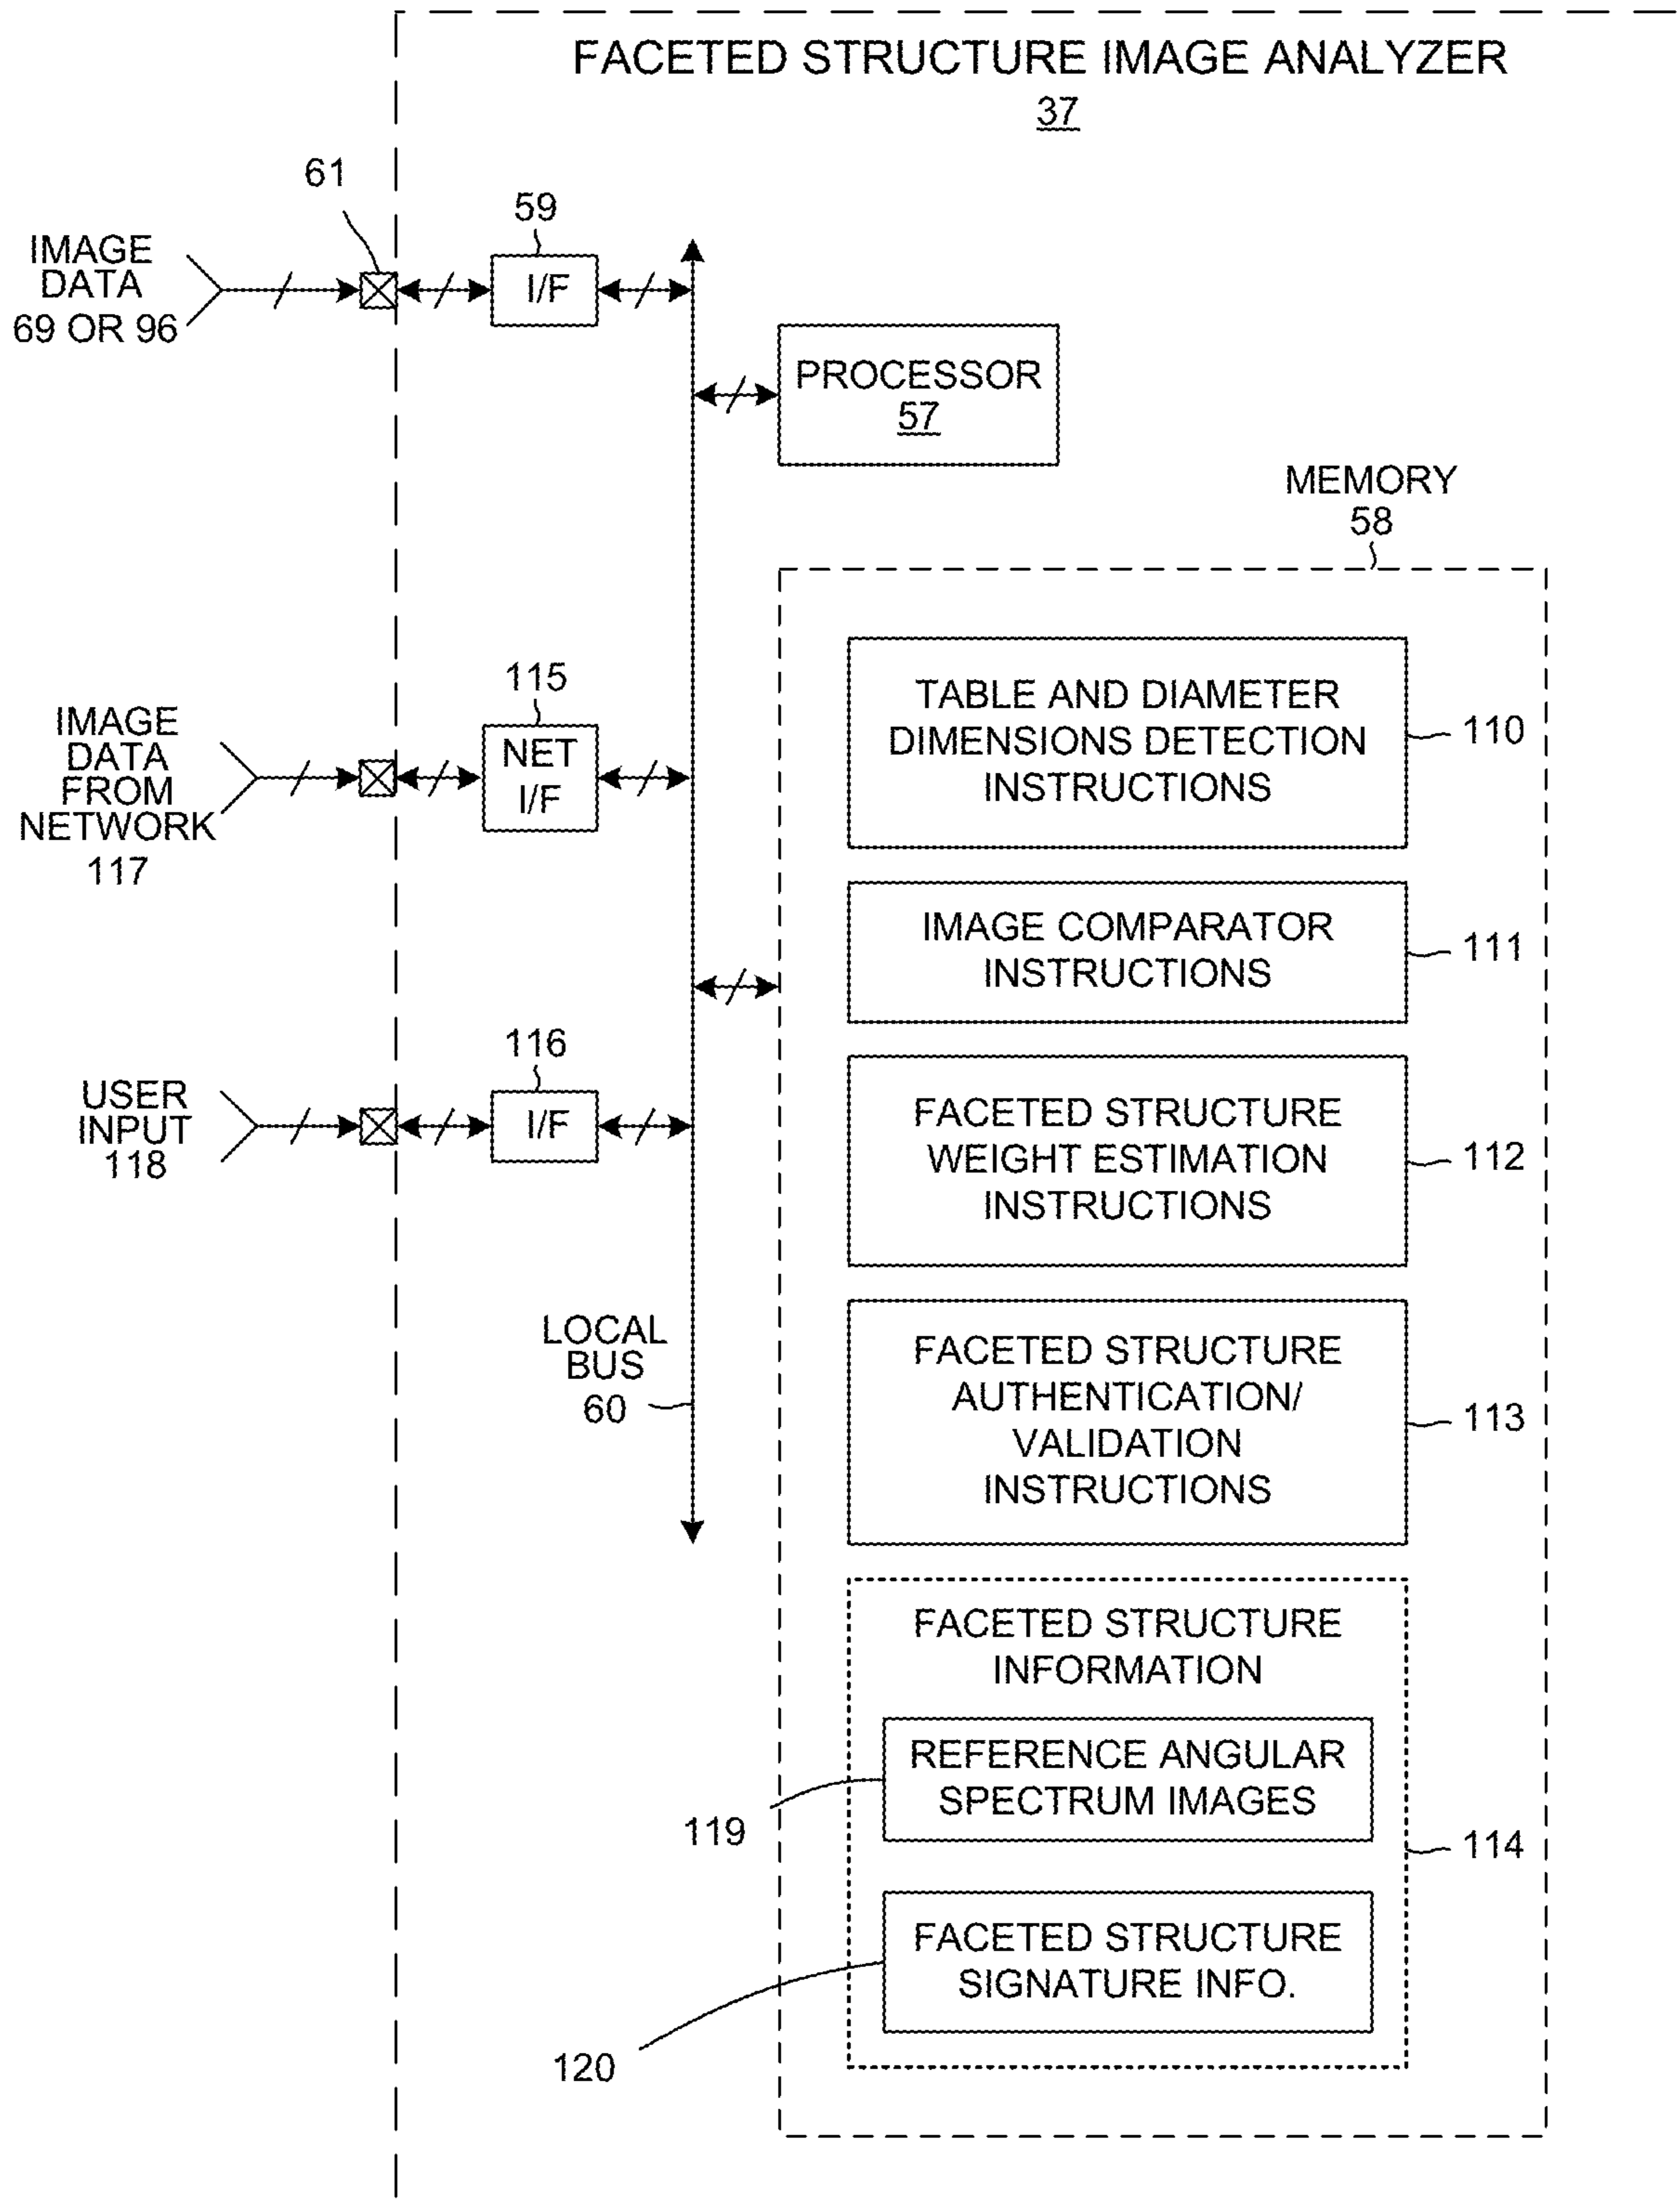 FACETED STRUCTURE IMAGE ANALYZER
37
61
59
IMAGE
DATA
69 OR 96
I/F
PROCESSOR
57
MEMORY
58
115
IMAGE
DATA
FROM
NETWORK
117
NET
I/F
TABLE AND DIAMETER
DIMENSIONS DETECTION
INSTRUCTIONS
110
IMAGE COMPARATOR
INSTRUCTIONS
111
116
USER
INPUT
118
I/F
FACETED STRUCTURE
WEIGHT ESTIMATION
INSTRUCTIONS
112
LOCAL
BUS
60
FACETED STRUCTURE
AUTHENTICATION/
VALIDATION
INSTRUCTIONS
113
FACETED STRUCTURE
INFORMATION
REFERENCE ANGULAR
SPECTRUM IMAGES
119
114
FACETED STRUCTURE
SIGNATURE INFO.
120